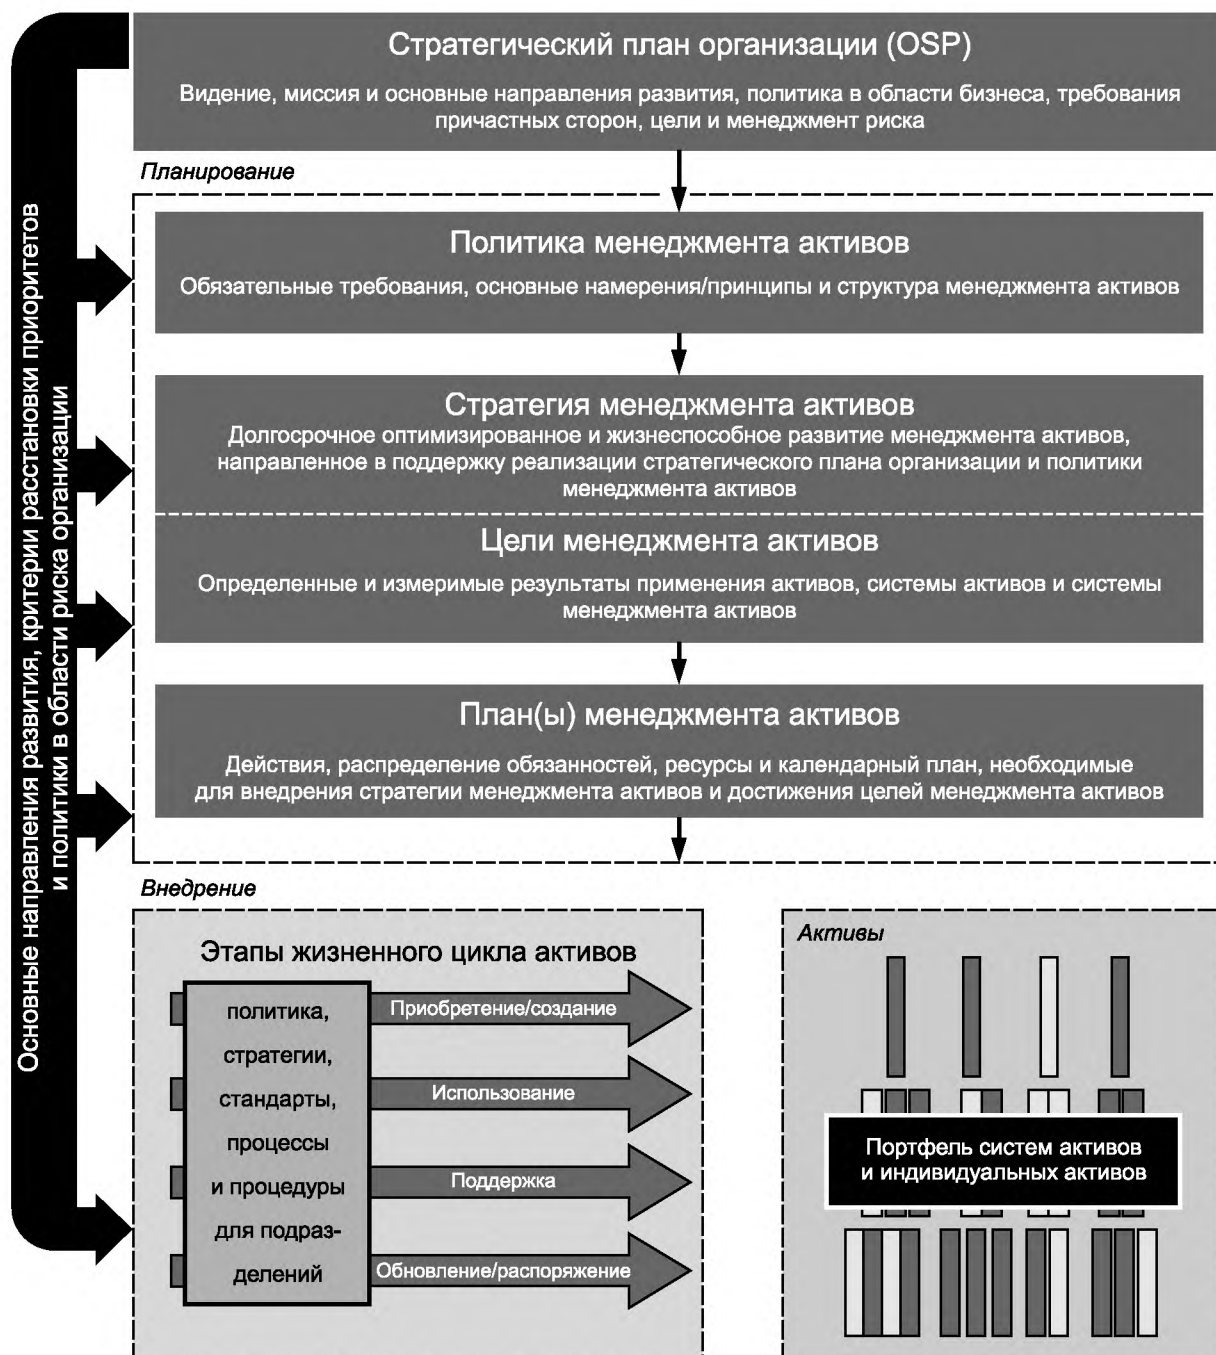 Стратегический план организации (OSP)
Видение, миссия и основные направления развития, политика в области бизнеса, требования
причастных сторон, цели и менеджмент риска
Планирование
Политика менеджмента активов
Обязательные требования, основные намерения/принципы и структура менеджмента активов
Стратегия менеджмента активов
Долгосрочное оптимизированное и жизнеспособное развитие менеджмента активов,
направленное в поддержку реализации стратегического плана организации и политики
менеджмента активов
Цели менеджмента активов
Определенные и измеримые результаты применения активов, системы активов и системы
менеджмента активов
План(ы) менеджмента активов
Действия, распределение обязанностей, ресурсы и календарный план, необходимые
для внедрения стратегии менеджмента активов и достижения целей менеджмента активов
Основные направления развития, критерии расстановки приоритетов
и политики в области риска организации
Внедрение
Этапы жизненного цикла активов
политика,
стратегии,
стандарты,
процессы
и процедуры
для подраз-
делений
Приобретение/создание
Использование
Поддержка
Обновление/распоряжение
Активы
Портфель систем активов
и индивидуальных активов